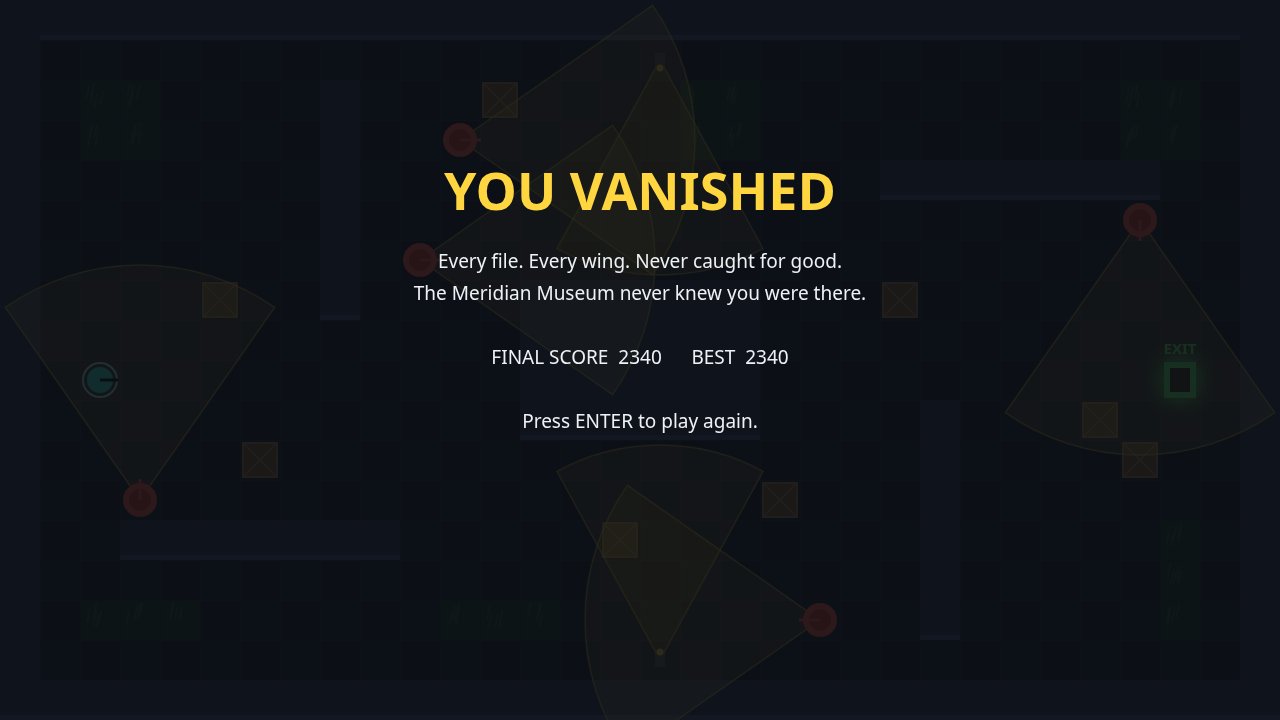 YOU VANISHED
Every file. Every wing. Never caught for good.
The Meridian Museum never knew you were there.
EXIT
FINAL SCORE 2340 BEST 2340
Press ENTER to play again.